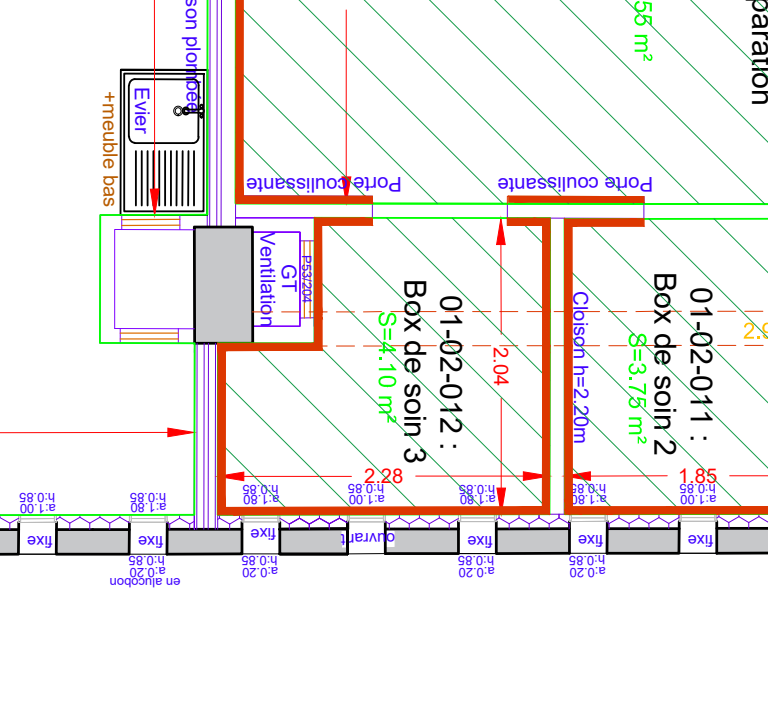 son plombée
Evier
+meuble bas
55 m²
paration
Porte coulissante
Porte coulissante
GT
Ventilation
P53/204
01-02-012 :
Box de soin 3
S=4.10 m²
2.04
2.28
Cloison h=2.20m
01-02-011 :
Box de soin 2
S=3.75 m²
1.85
2.9
a:1.00
h:0.85
a:1.80
h:0.85
a:1.80
h:0.85
a:1.00
h:0.85
a:1.80
h:0.85
a:1.80
h:0.85
a:1.00
h:0.85
fixe
fixe
fixe
ouvrant
fixe
fixe
fixe
a:0.20
h:0.85
en alucobon
a:0.20
h:0.85
a:0.20
h:0.85
a:0.20
h:0.85